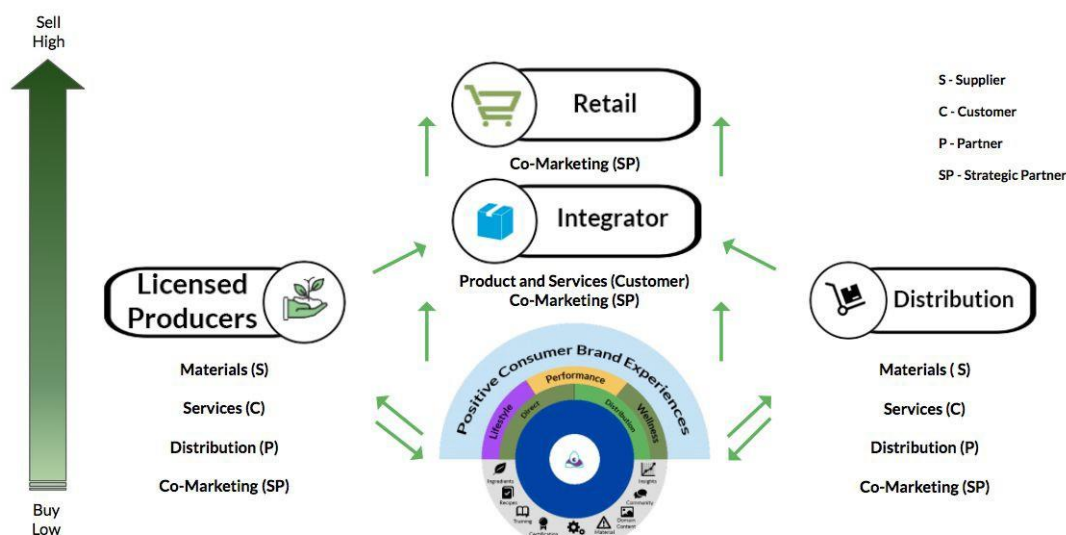 Sell
High
Retail
Co-Marketing (SP)
S - Supplier
C - Customer
P - Partner
SP - Strategic Partner
Integrator
Product and Services (Customer)
Co-Marketing (SP)
Licensed
Producers
Materials (S)
Services (C)
Distribution (P)
Co-Marketing (SP)
Distribution
Materials ( S)
Services (C)
Distribution (P)
Co-Marketing (SP)
Positive Consumer Brand Experiences
Lifestyle
Performance
Wellness
Direct
Distribution
Ingredients
Recipes
Training
Certification
Material
Domain
Content
Community
Insights
Buy
Low